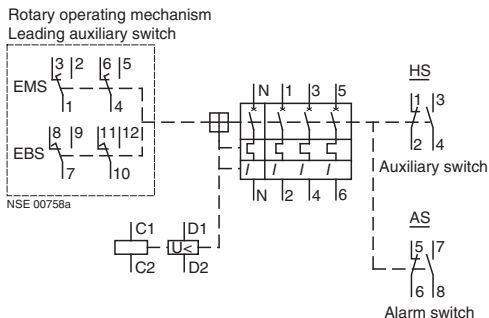 Rotary operating mechanism
Leading auxiliary switch
3 2 6 5
EMS
1 4
8 9 11 12
EBS
7 10
NSE 00758a
N 1 3 5
I I I I
N 2 4 6
C1 D1
U<
C2 D2
HS
1 3
2 4
Auxiliary switch
AS
5 7
6 8
Alarm switch